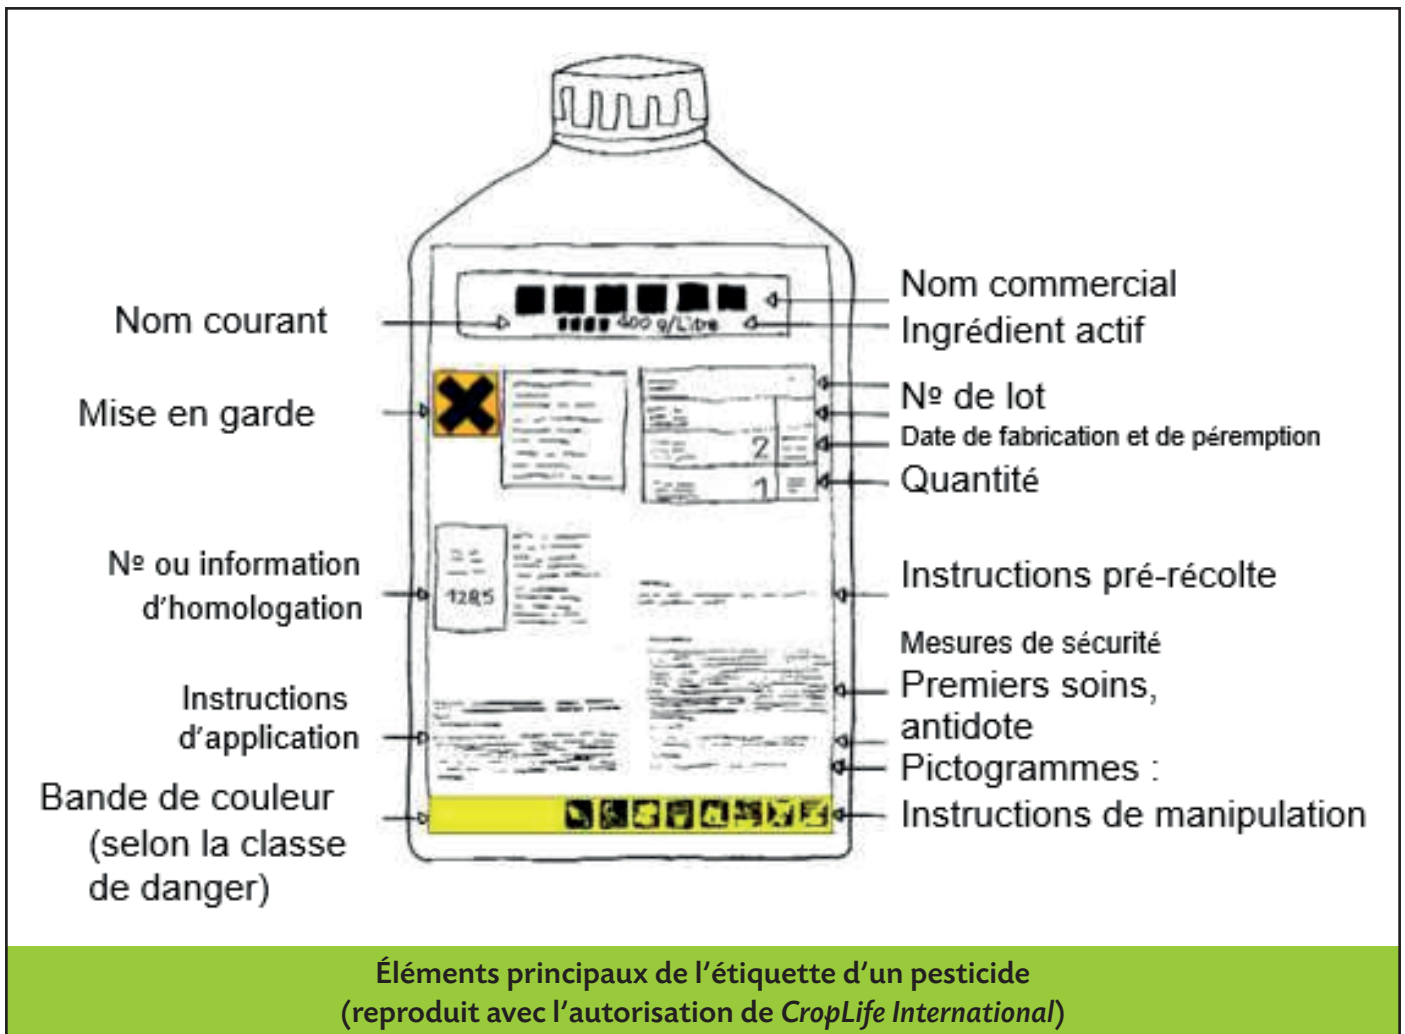 Nom commercial
Nom courant
Ingrédient actif
400 g/Litre
Mise en garde
Nº de lot
Date de fabrication et de péremption
2
Quantité
1
Nº ou information
d’homologation
1285
Instructions pré-récolte
Mesures de sécurité
Premiers soins,
antidote
Instructions
d’application
Pictogrammes :
Instructions de manipulation
Bande de couleur
(selon la classe
de danger)
Éléments principaux de l’étiquette d’un pesticide
(reproduit avec l’autorisation de CropLife International)